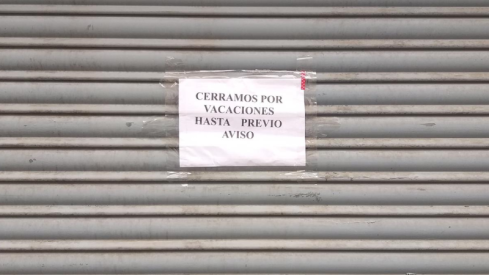 CERRAMOS POR
VACACIONES
HASTA PREVIO
AVISO